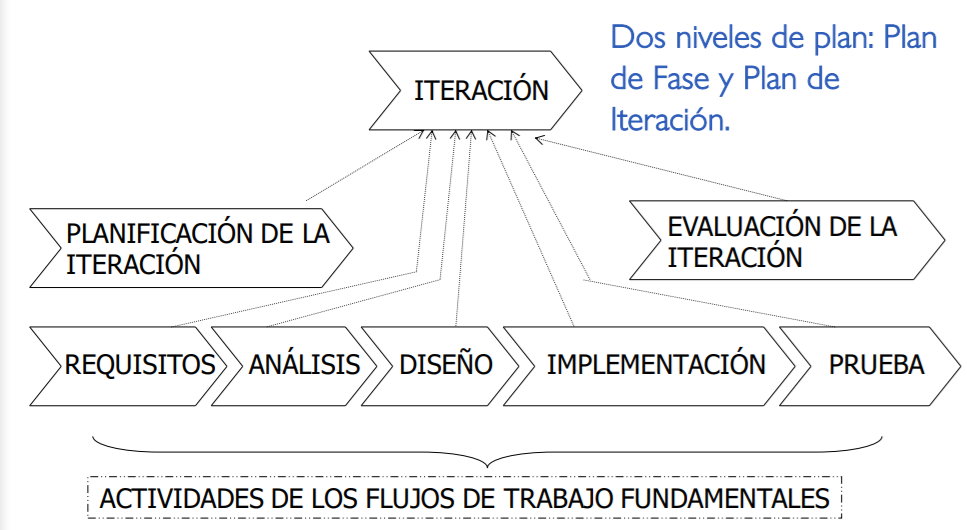 Dos niveles de plan: Plan
de Fase y Plan de
Iteración.
ITERACIÓN
PLANIFICACIÓN DE LA
ITERACIÓN
EVALUACIÓN DE LA
ITERACIÓN
REQUISITOS
ANÁLISIS
DISEÑO
IMPLEMENTACIÓN
PRUEBA
ACTIVIDADES DE LOS FLUJOS DE TRABAJO FUNDAMENTALES